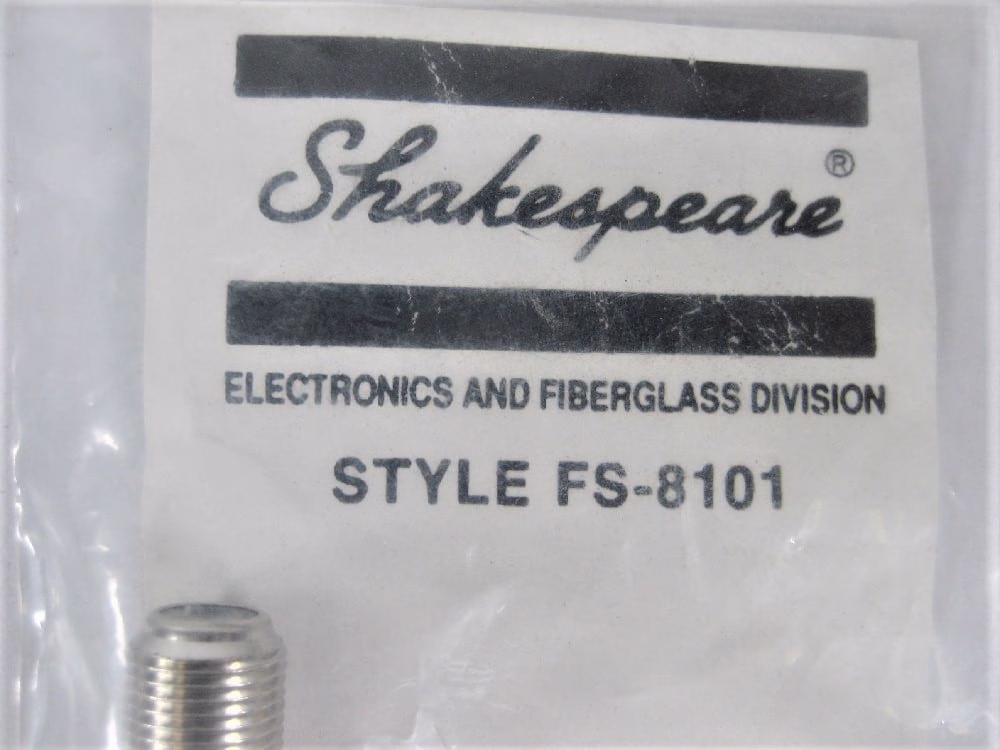 Shakespeare®
ELECTRONICS AND FIBERGLASS DIVISION
STYLE FS-8101